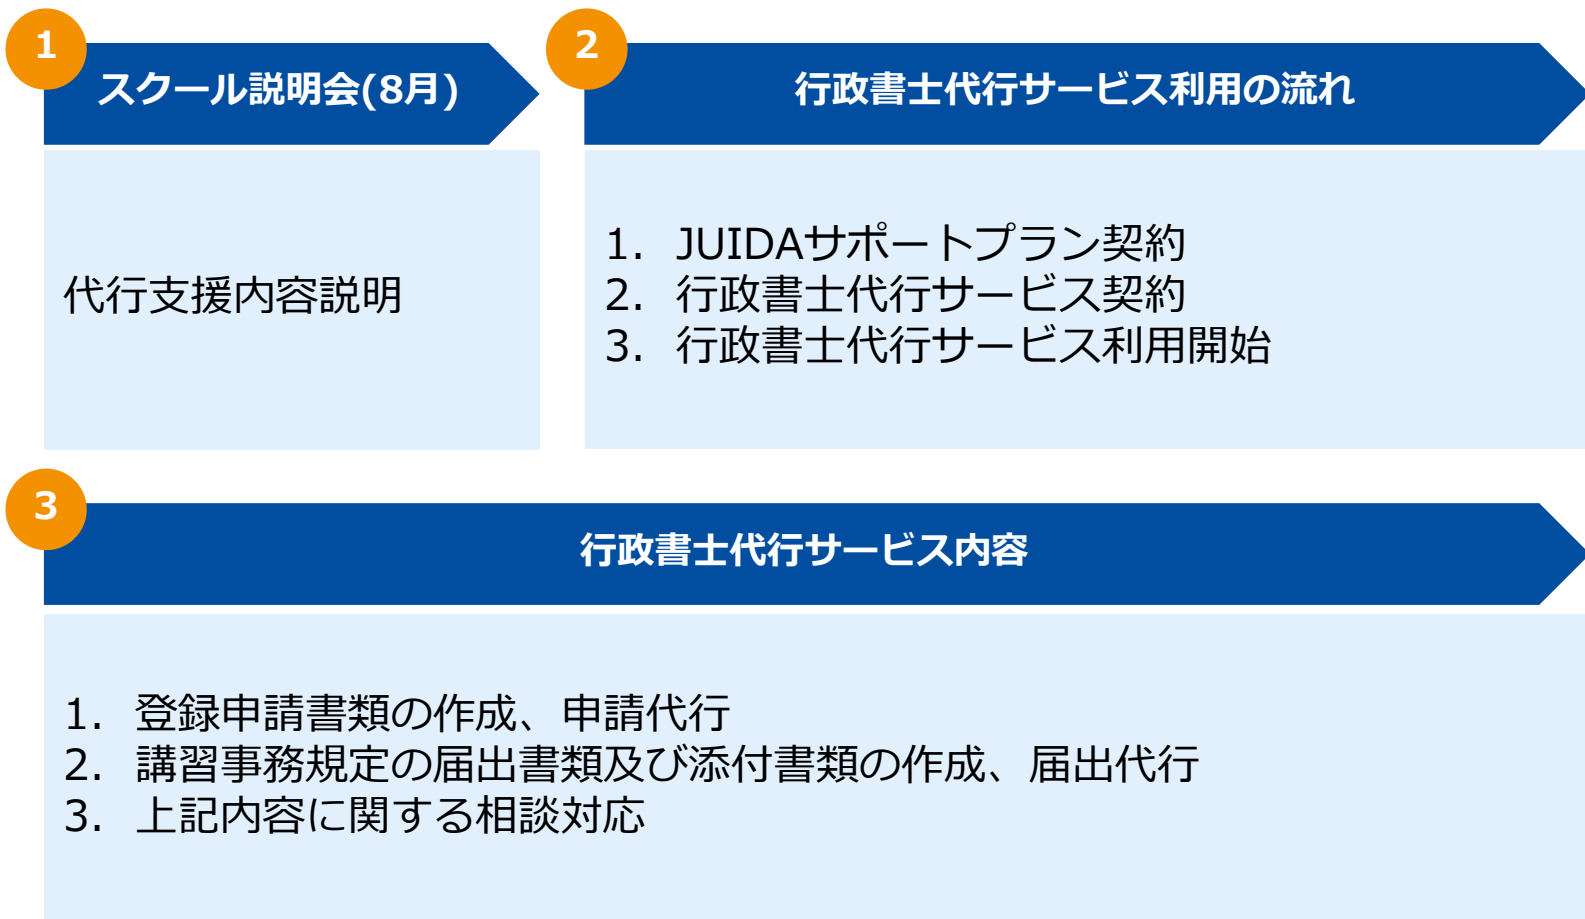 1
スクール説明会(8月)
代行支援内容説明
2
行政書士代行サービス利用の流れ
1. JUIDAサポートプラン契約
2. 行政書士代行サービス契約
3. 行政書士代行サービス利用開始
3
行政書士代行サービス内容
1. 登録申請書類の作成、申請代行
2. 講習事務規定の届出書類及び添付書類の作成、届出代行
3. 上記内容に関する相談対応